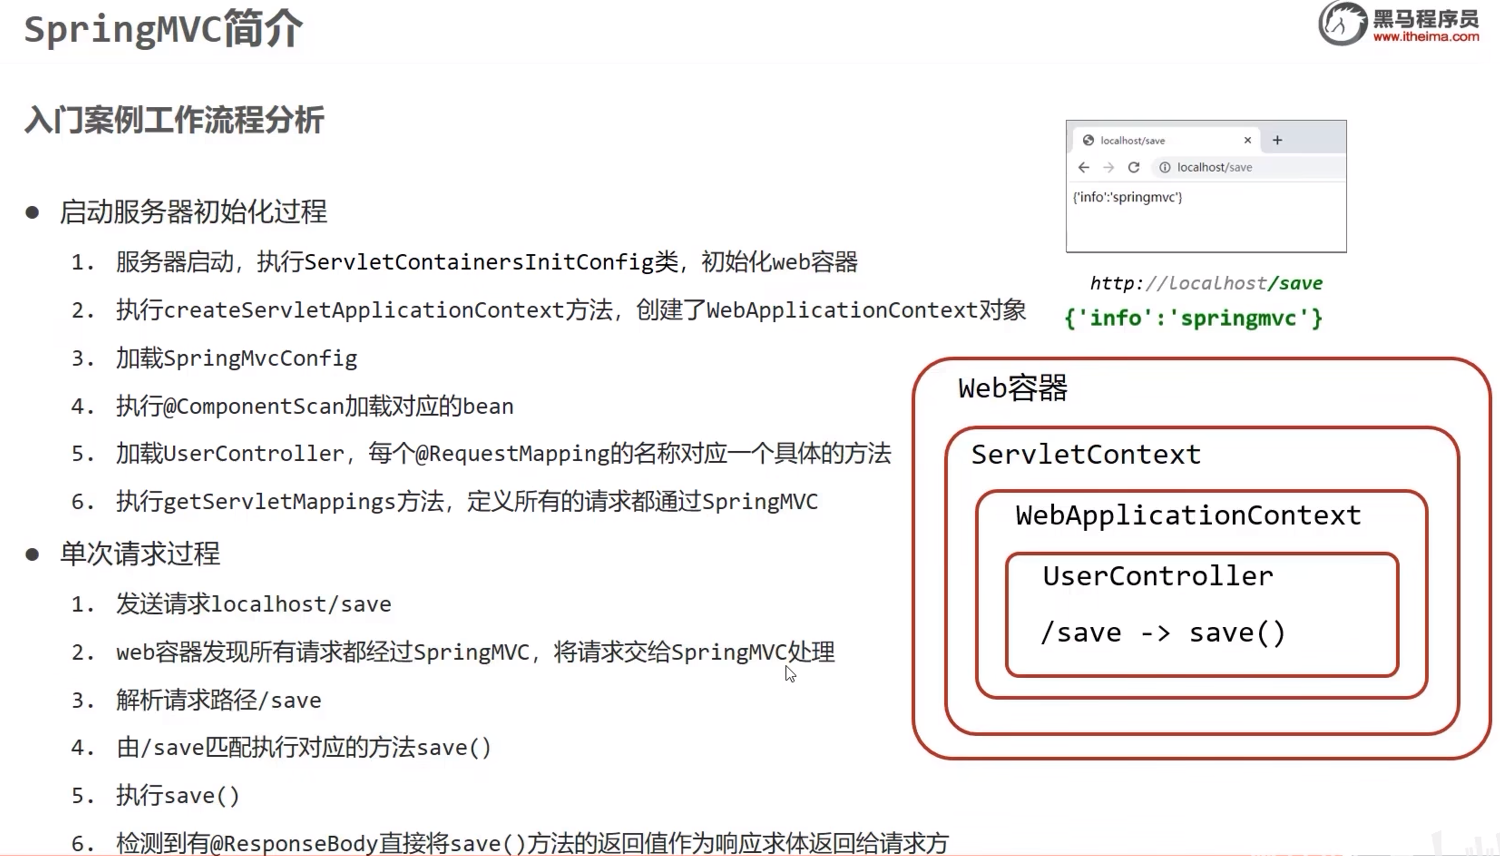 SpringMVC简介
黑马程序员
www.itheima.com
入门案例工作流程分析
● 启动服务器初始化过程
1. 服务器启动，执行ServletContainersInitConfig类，初始化web容器
2. 执行createServletApplicationContext方法，创建了WebApplicationContext对象
3. 加载SpringMvcConfig
4. 执行@ComponentScan加载对应的bean
5. 加载UserController，每个@RequestMapping的名称对应一个具体的方法
6. 执行getServletMappings方法，定义所有的请求都通过SpringMVC
● 单次请求过程
1. 发送请求localhost/save
2. web容器发现所有请求都经过SpringMVC，将请求交给SpringMVC处理
3. 解析请求路径/save
4. 由/save匹配执行对应的方法save()
5. 执行save()
6. 检测到有@ResponseBody直接将save()方法的返回值作为响应求体返回给请求方
localhost/save
localhost/save
{'info':'springmvc'}
http://localhost/save
{'info':'springmvc'}
Web容器
ServletContext
WebApplicationContext
UserController
/save -> save()